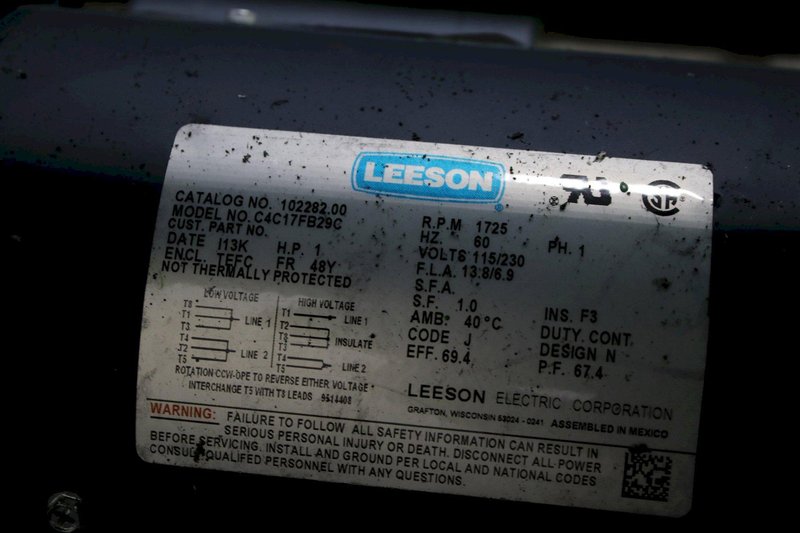 LEESON
CATALOG NO. 102282.00
MODEL NO. C4C17FB29C
CUST. PART NO.
DATE I13K H.P. 1
ENCL. TEFC FR 48Y
NOT THERMALLY PROTECTED
R.P.M 1725
HZ. 60 PH. 1
VOLTS 115/230
F.L.A. 13.8/6.9
S.F.A.
S.F. 1.0 INS. F3
AMB: 40°C DUTY. CONT.
CODE J DESIGN N
EFF. 69.4 P.F. 67.4
LOW VOLTAGE
T8
T1
T3
T4
J2
T5
LINE 1
LINE 2
HIGH VOLTAGE
T1
T2
T8
T3
T4
T5
LINE 1
INSULATE
LINE 2
ROTATION CCW-OPE TO REVERSE EITHER VOLTAGE
INTERCHANGE T5 WITH T8 LEADS 9514408
LEESON ELECTRIC CORPORATION
GRAFTON, WISCONSIN 53024-0241 ASSEMBLED IN MEXICO
WARNING: FAILURE TO FOLLOW ALL SAFETY INFORMATION CAN RESULT IN
SERIOUS PERSONAL INJURY OR DEATH. DISCONNECT ALL POWER
BEFORE SERVICING. INSTALL AND GROUND PER LOCAL AND NATIONAL CODES
CONSULT QUALIFED PERSONNEL WITH ANY QUESTIONS.